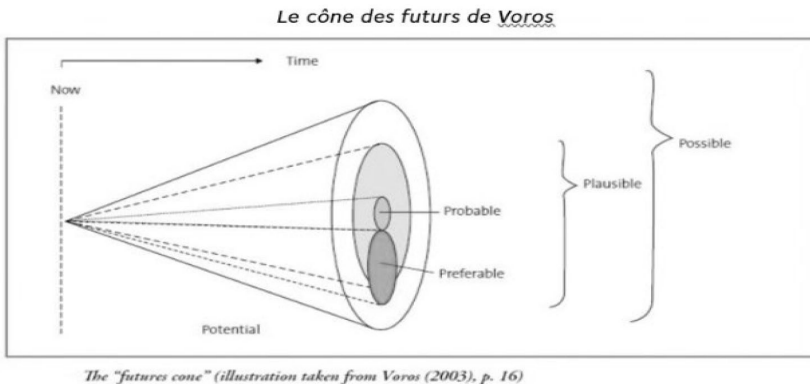 Le cône des futurs de Voros
Time
Now
Possible
Plausible
Probable
Preferable
Potential
The "futures cone" (illustration taken from Voros (2003), p. 16)